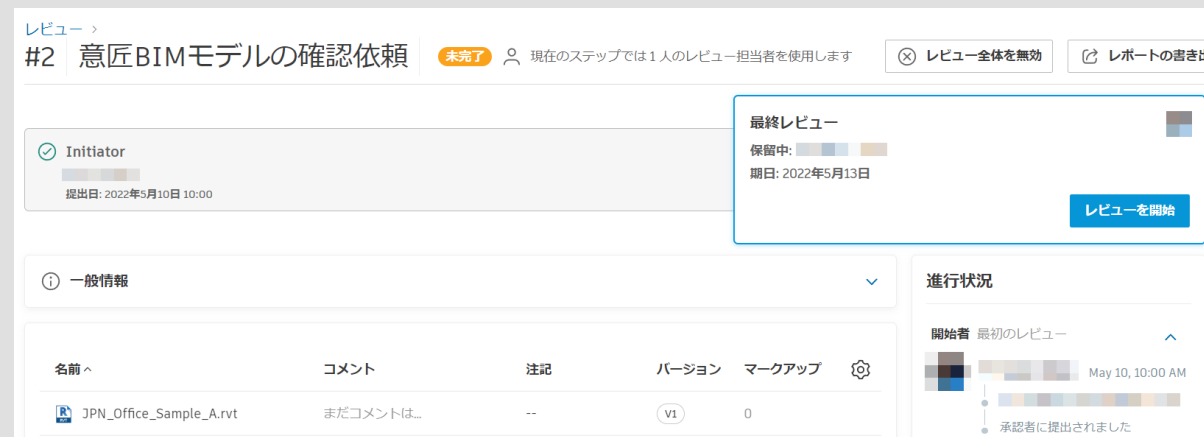 レビュー >
#2 意匠BIMモデルの確認依頼 未完了 現在のステップでは1人のレビュー担当者を使用します レビュー全体を無効 レポートの書き出
最終レビュー
保留中:
期日: 2022年5月13日
レビューを開始
Initiator
提出日: 2022年5月10日 10:00
一般情報
進行状況
開始者 最初のレビュー
May 10, 10:00 AM
承認者に提出されました
名前 コメント 注記 バージョン マークアップ
JPN_Office_Sample_A.rvt まだコメントは... -- V1 0